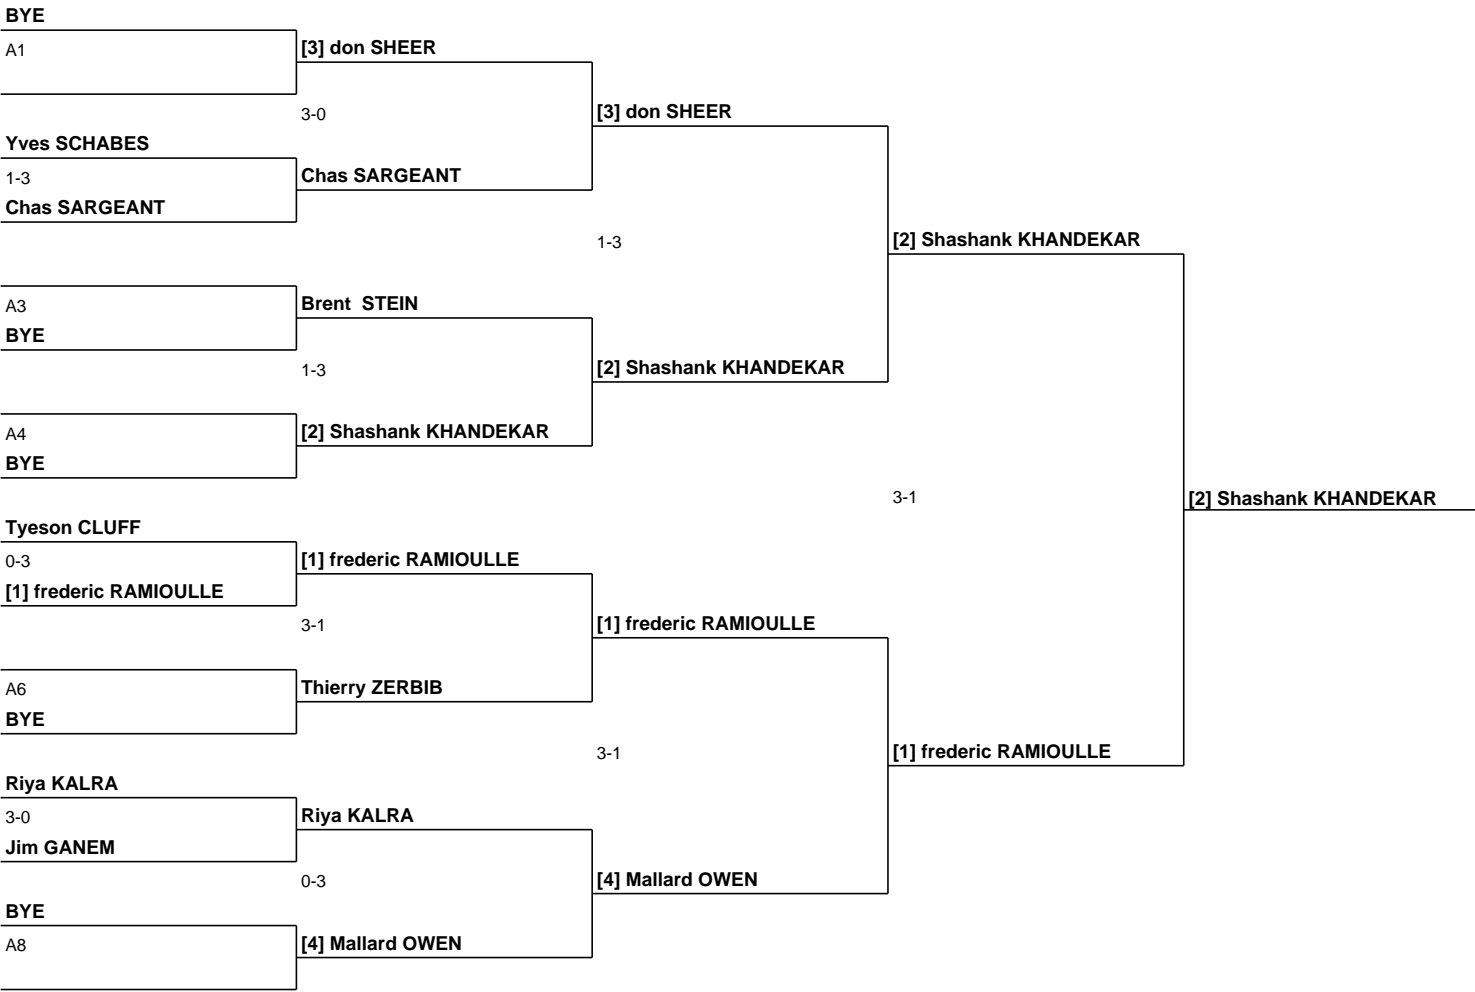 BYE
A1
[3] don SHEER
3-0
[3] don SHEER
Yves SCHABES
1-3
Chas SARGEANT
Chas SARGEANT
1-3
[2] Shashank KHANDEKAR
A3
BYE
Brent  STEIN
1-3
[2] Shashank KHANDEKAR
A4
BYE
[2] Shashank KHANDEKAR
3-1
[2] Shashank KHANDEKAR
Tyeson CLUFF
0-3
[1] frederic RAMIOULLE
[1] frederic RAMIOULLE
3-1
[1] frederic RAMIOULLE
A6
BYE
Thierry ZERBIB
3-1
[1] frederic RAMIOULLE
Riya KALRA
3-0
Jim GANEM
Riya KALRA
0-3
[4] Mallard OWEN
BYE
A8
[4] Mallard OWEN